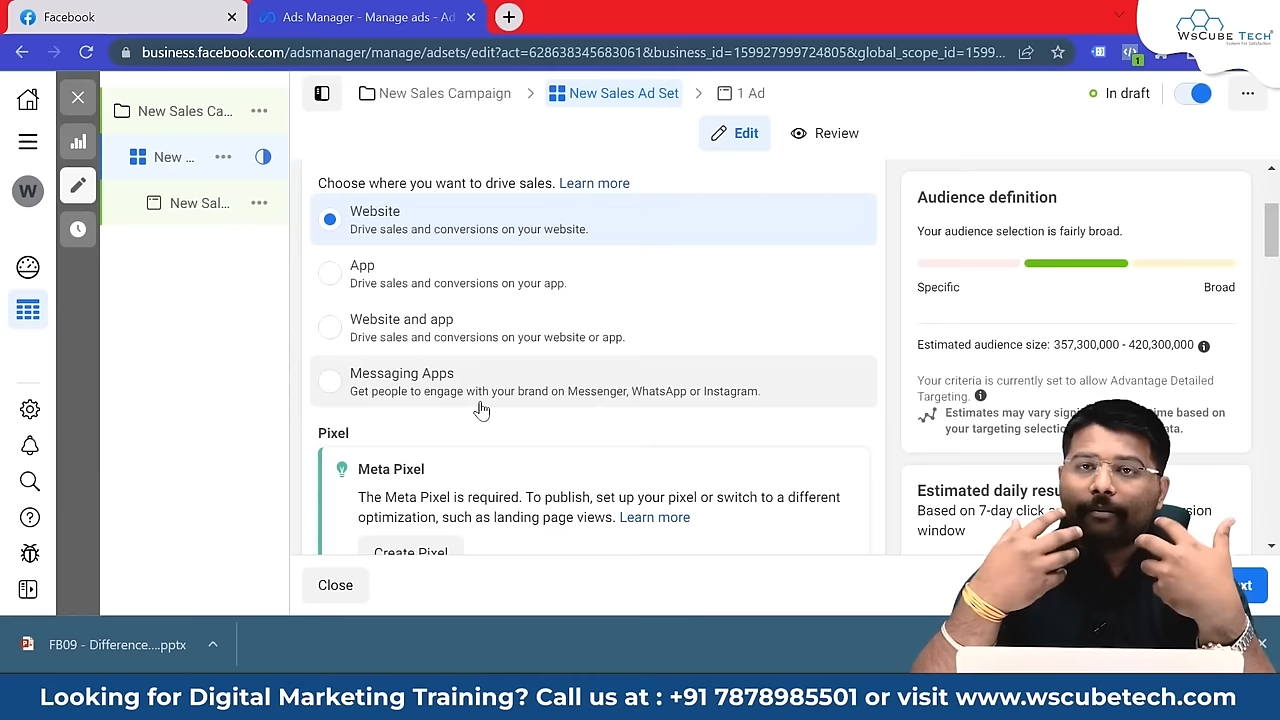 Facebook
Ads Manager - Manage ads - Ad
WsCube Tech
business.facebook.com/adsmanager/manage/adsets/edit?act=628638345683061&business_id=1599279997248058&global_scope_id=1599...
1
New Sales Campaign
New Sales Ad Set
1 Ad
In draft
New Sales Ca...
Edit
Review
W
New ...
New Sal...
Choose where you want to drive sales. Learn more
Website
Drive sales and conversions on your website.
App
Drive sales and conversions on your app.
Website and app
Drive sales and conversions on your website or app.
Messaging Apps
Get people to engage with your brand on Messenger, WhatsApp or Instagram.
Pixel
Meta Pixel
The Meta Pixel is required. To publish, set up your pixel or switch to a different
optimization, such as landing page views. Learn more
Create Pixel
Close
Audience definition
Your audience selection is fairly broad.
Specific
Broad
Estimated audience size: 357,300,000 - 420,300,000
Your criteria is currently set to allow Advantage Detailed
Targeting.
Estimates may vary based on
your targeting
Estimated daily
Based on 7-day click
window
FB09 - Difference....pptx
Looking for Digital Marketing Training? Call us at : +91 7878985501 or visit www.wscubetech.com